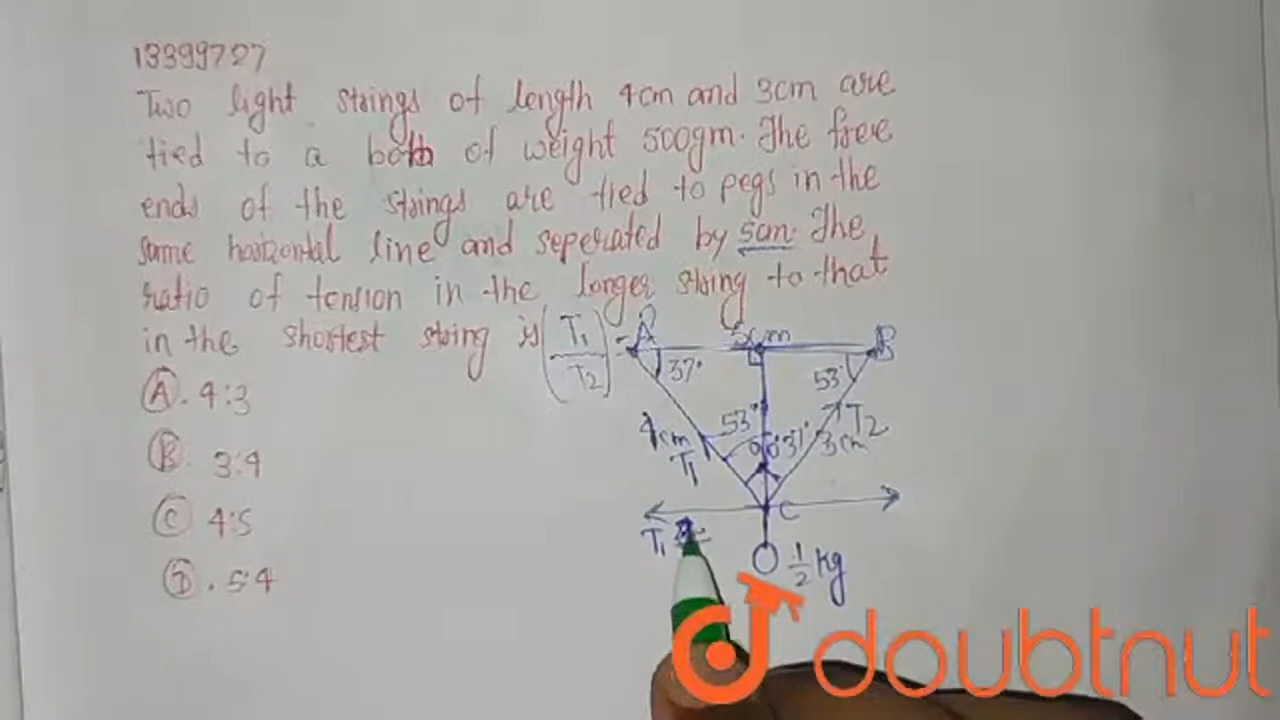 13399727
Two light strings of length 4cm and 3cm are
tied to a both of weight 500gm. The free
ends of the strings are tied to pegs in the
same horizontal line and seperated by 5cm. The
ratio of tension in the longer string to that
in the shortest string is (T1/T2) =
A. 4:3
B. 3:4
C 4:5
D. 5:4
A 5cm B
37° 53°
4cm 53° 37° 3cm
T1 T2
C
T1
1/2 kg
doubtnut